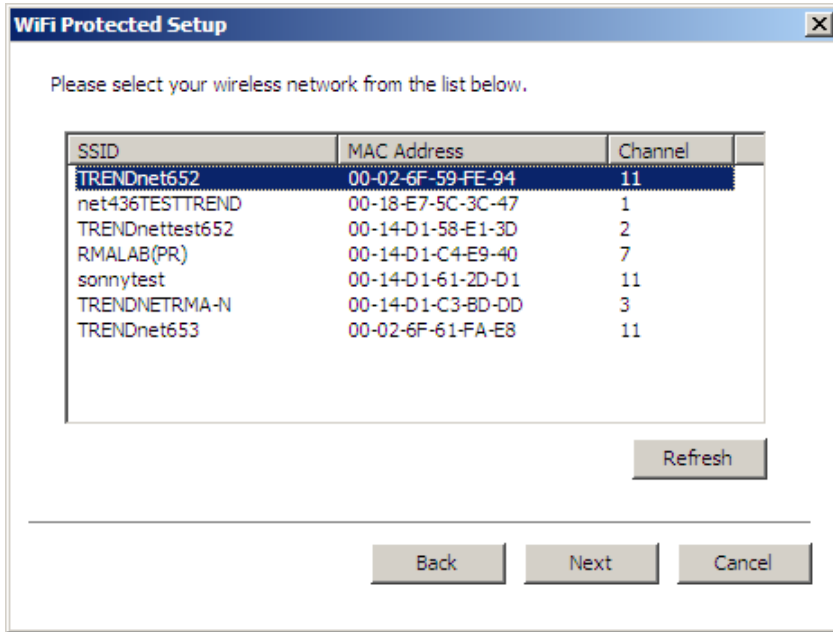 WiFi Protected Setup
Please select your wireless network from the list below.
SSID MAC Address Channel
TRENDnet652 00-02-6F-59-FE-94 11
net436TESTTREND 00-18-E7-5C-3C-47 1
TRENDnettest652 00-14-D1-58-E1-3D 2
RMALAB(PR) 00-14-D1-C4-E9-40 7
sonnytest 00-14-D1-61-2D-D1 11
TRENDNETRMA-N 00-14-D1-C3-BD-DD 3
TRENDnet653 00-02-6F-61-FA-E8 11
Refresh
Back Next Cancel